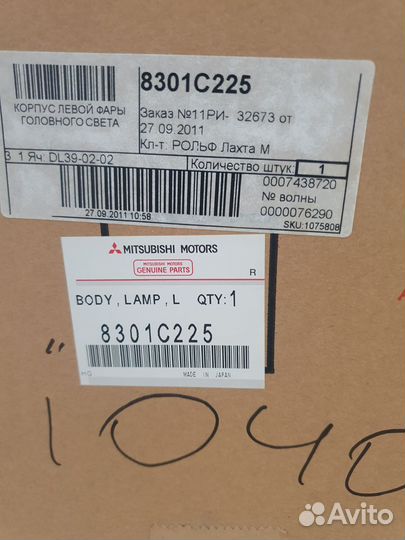 8301C225
КОРПУС ЛЕВОЙ ФАРЫ
ГОЛОВНОГО СВЕТА
Заказ №11РИ- 32673 от
27.09.2011
Кл-т. РОЛЬФ Лахта М
З 1 Яч: DL39-02-02
Количество штук: 1
0007438720
№ волны
0000076290
27.09.2011 10:58
SKU:1075808
MITSUBISHI MOTORS
MITSUBISHI MOTORS
GENUINE PARTS
R
BODY, LAMP, L QTY:1
8301C225
HG
MADE IN JAPAN
1040
Avito